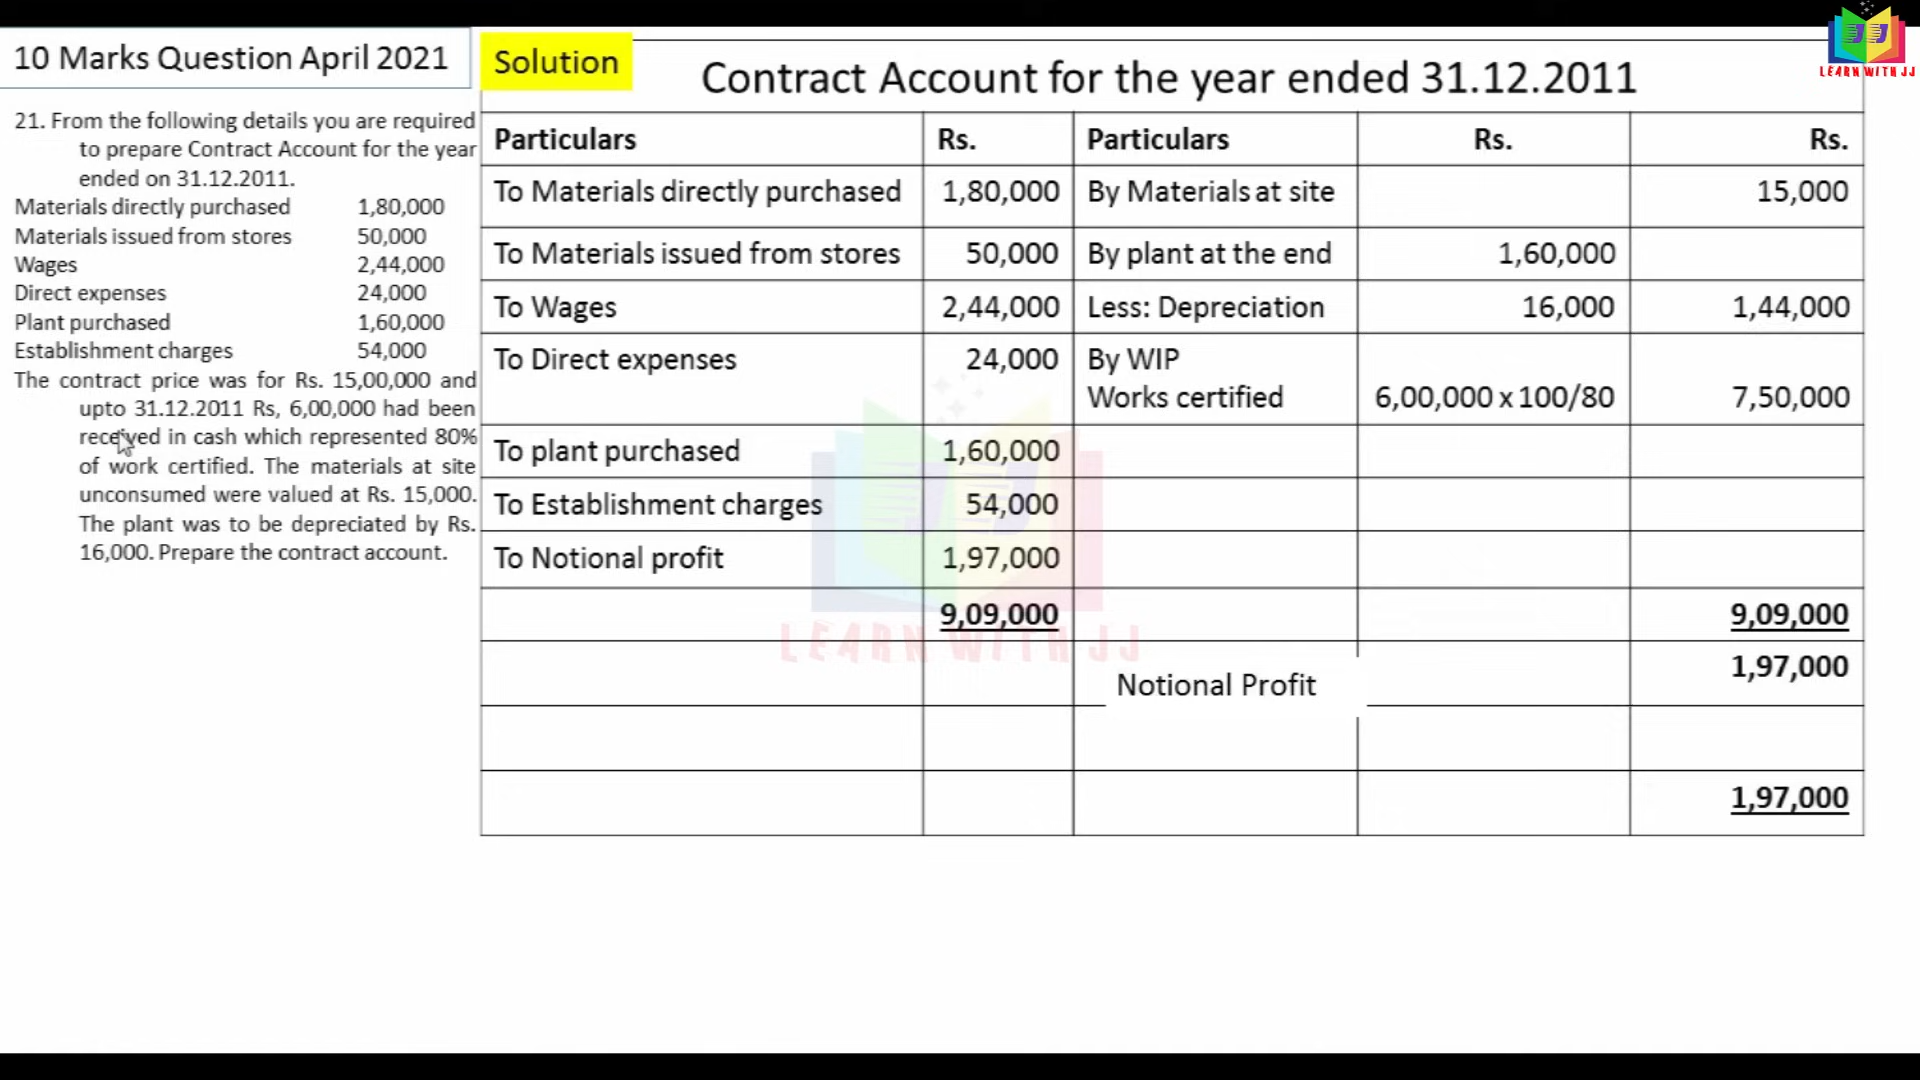 10 Marks Question April 2021
21. From the following details you are required
to prepare Contract Account for the year
ended on 31.12.2011.
Materials directly purchased 1,80,000
Materials issued from stores 50,000
Wages 2,44,000
Direct expenses 24,000
Plant purchased 1,60,000
Establishment charges 54,000
The contract price was for Rs. 15,00,000 and
upto 31.12.2011 Rs, 6,00,000 had been
received in cash which represented 80%
of work certified. The materials at site
unconsumed were valued at Rs. 15,000.
The plant was to be depreciated by Rs.
16,000. Prepare the contract account.
Solution
Contract Account for the year ended 31.12.2011
Particulars Rs. Particulars Rs. Rs.
To Materials directly purchased 1,80,000 By Materials at site 15,000
To Materials issued from stores 50,000 By plant at the end 1,60,000
To Wages 2,44,000 Less: Depreciation 16,000 1,44,000
To Direct expenses 24,000 By WIP
Works certified 6,00,000 x 100/80 7,50,000
To plant purchased 1,60,000
To Establishment charges 54,000
To Notional profit 1,97,000
9,09,000 9,09,000
Notional Profit 1,97,000
1,97,000
LEARN WITH JJ
JJ
LEARN WITH JJ